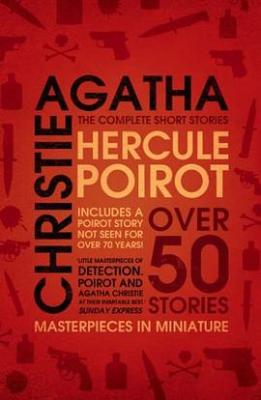 AGATHA
CHRISTIE
THE COMPLETE SHORT STORIES
HERCULE
POIROT
INCLUDES A
POIROT STORY
NOT SEEN FOR
OVER 70 YEARS!
OVER
50
STORIES
'LITTLE MASTERPIECES OF
DETECTION.
POIROT AND
AGATHA CHRISTIE
AT THEIR INIMITABLE BEST.'
SUNDAY EXPRESS
MASTERPIECES IN MINIATURE